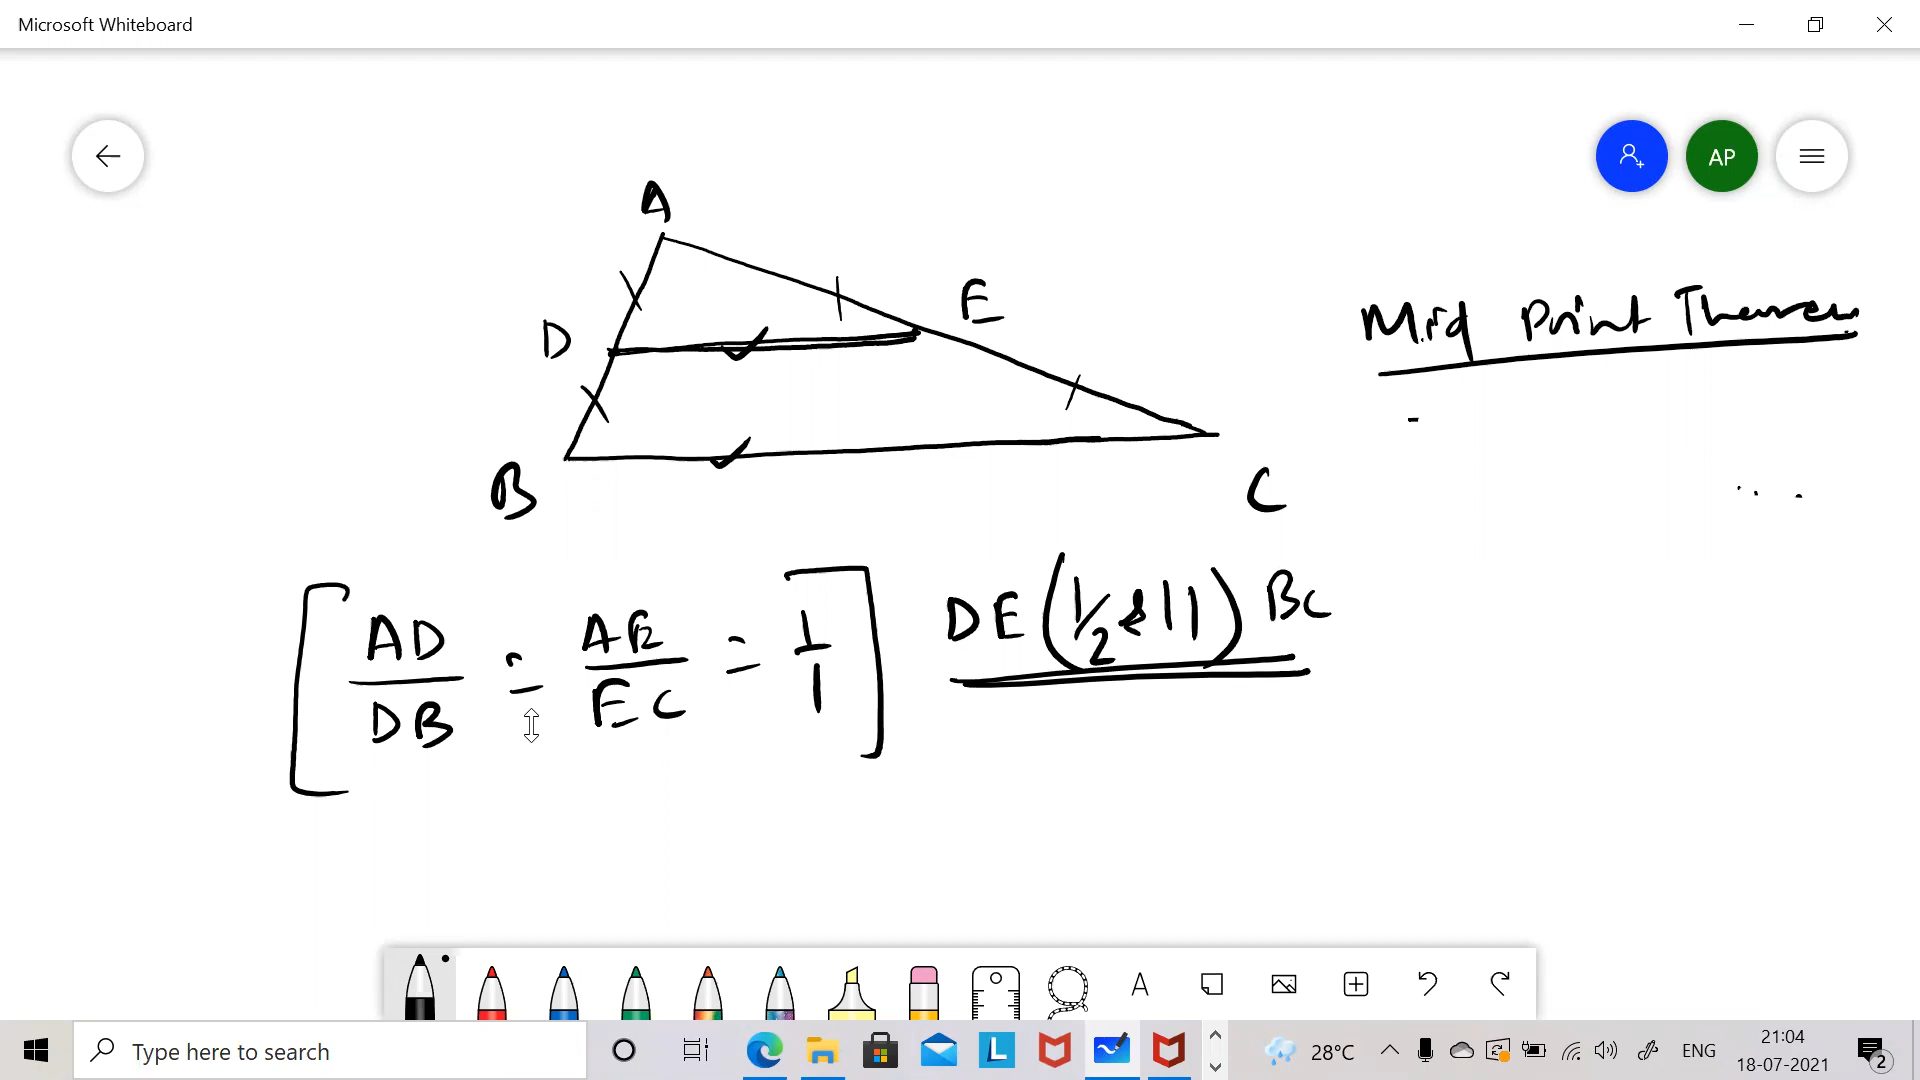 Microsoft Whiteboard
AP
A
D
E
Mid Point Theorem
B
C
AD/DB = AE/EC = 1/1
DE (1/2 & ||) BC
A
Type here to search
L
28°C
ENG
21:04
18-07-2021
2